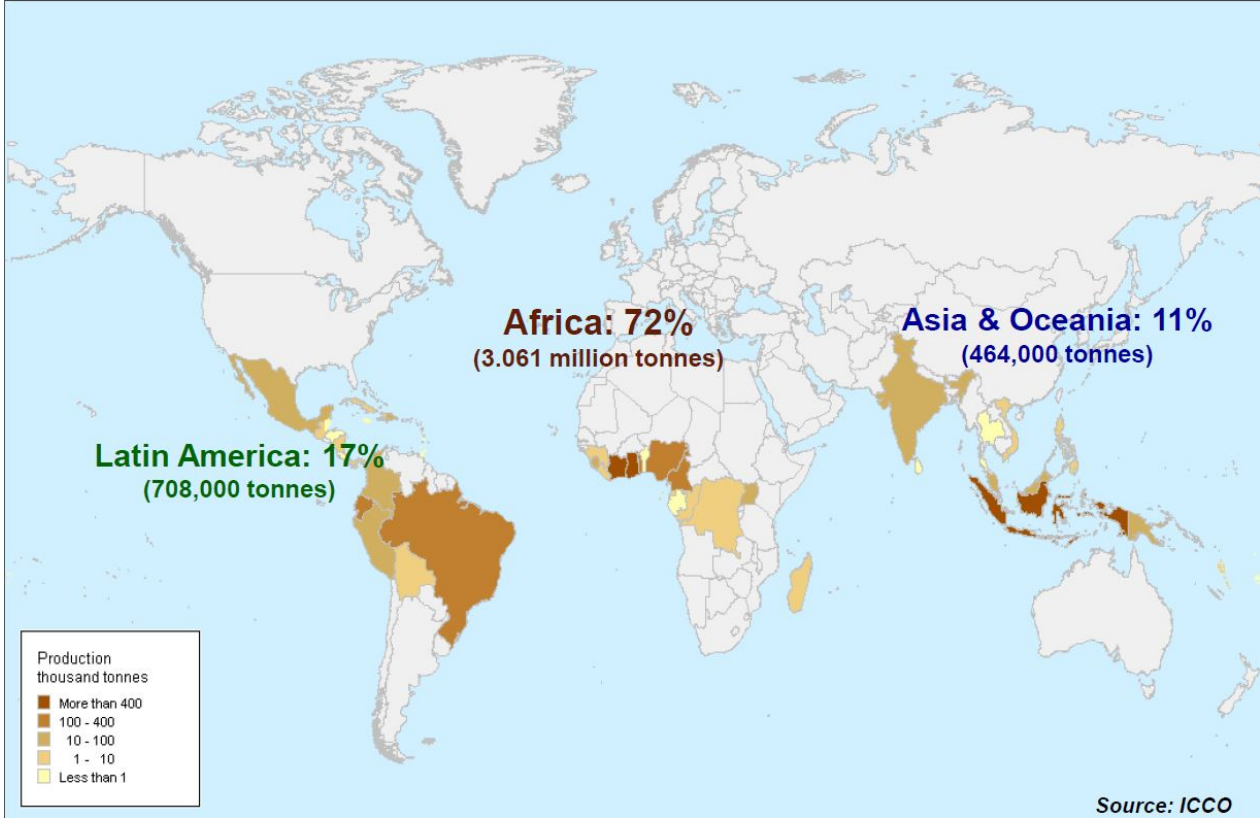 Africa: 72%
(3.061 million tonnes)
Asia & Oceania: 11%
(464,000 tonnes)
Latin America: 17%
(708,000 tonnes)
Production
thousand tonnes
More than 400
100 - 400
10 - 100
1 - 10
Less than 1
Source: ICCO